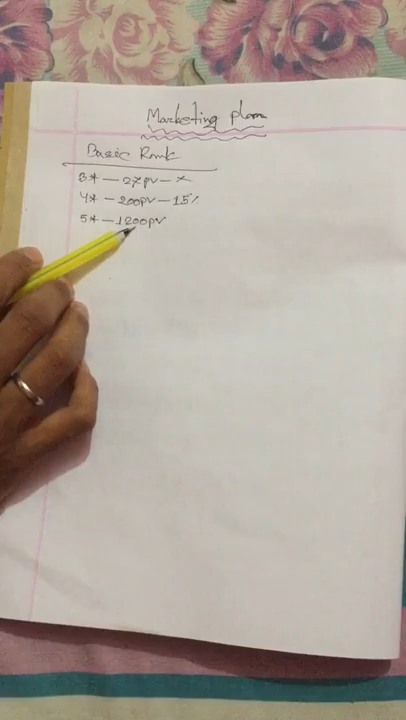 Marketing plan
Basic Rank
3* — 27pv — ×
4* — 200pv — 15%
5* — 1200pv